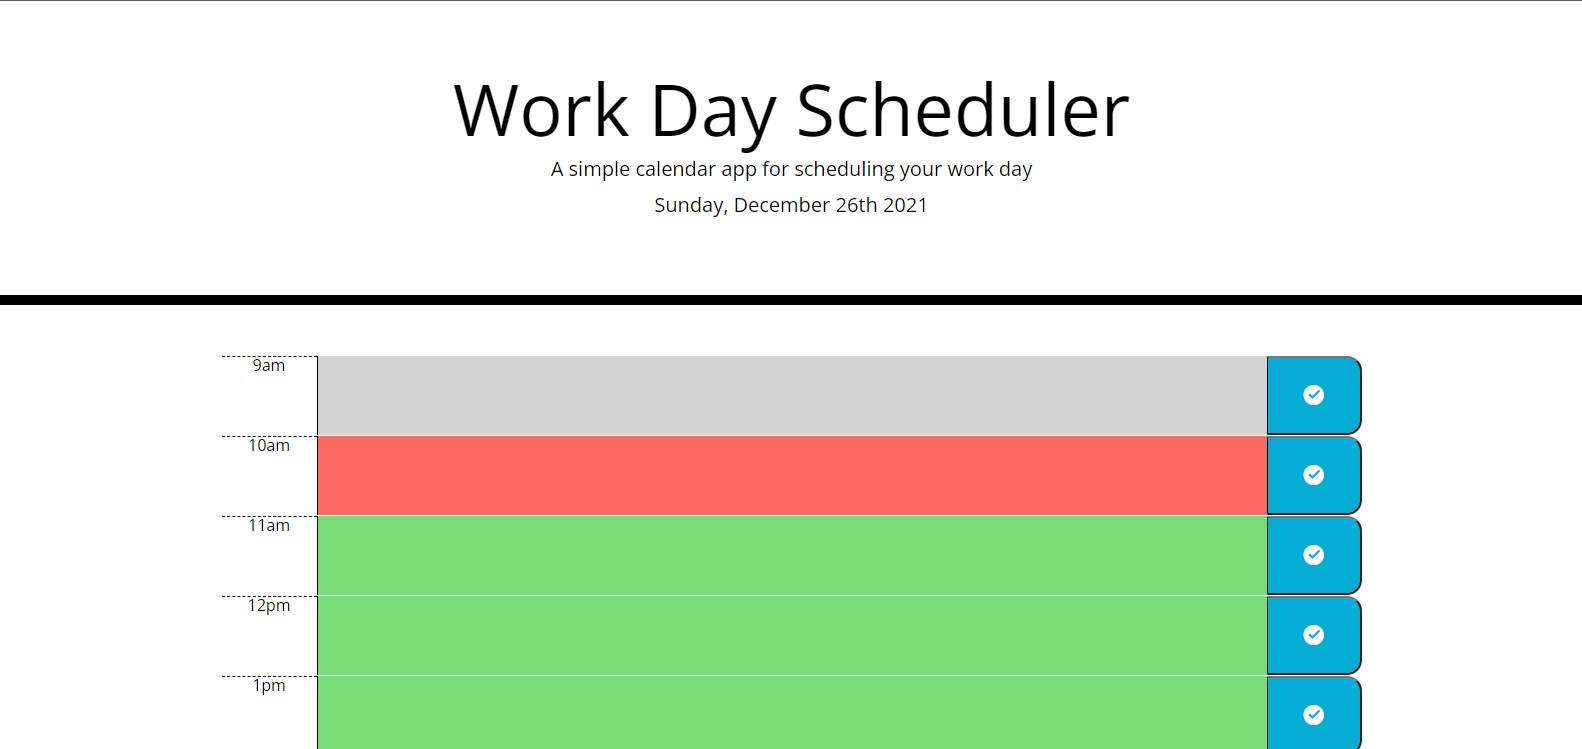 Work Day Scheduler
A simple calendar app for scheduling your work day
Sunday, December 26th 2021
9am
10am
11am
12pm
1pm